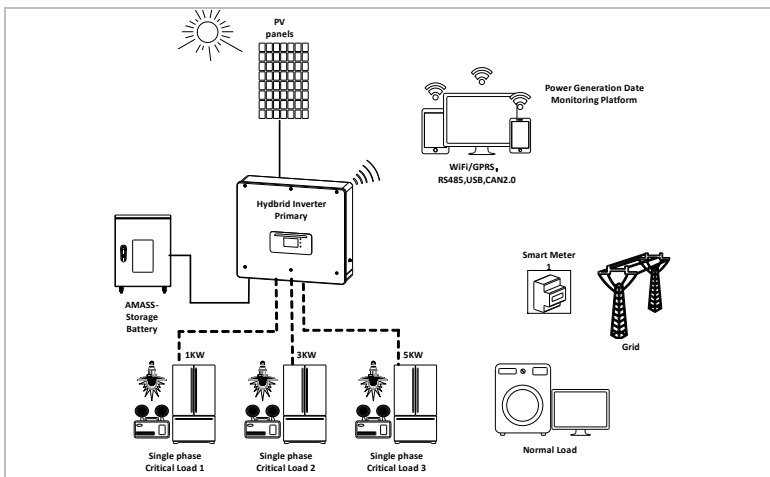 PV
panels
Power Generation Date
Monitoring Platform
WiFi/GPRS,
RS485,USB,CAN2.0
Hydbrid Inverter
Primary
Smart Meter
1
AMASS-
Storage
Battery
Grid
1KW
3KW
5KW
Single phase
Critical Load 1
Single phase
Critical Load 2
Single phase
Critical Load 3
Normal Load